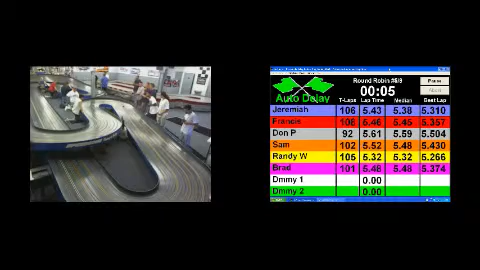 Round Robin #5/8
00:05
Auto Delay
T-Laps Lap Time Median Best Lap
Jeremiah 106 5.43 5.38 5.310
Francis 108 5.46 5.45 5.357
Don P 92 5.61 5.59 5.504
Sam 102 5.52 5.48 5.430
Randy W 105 5.32 5.32 5.266
Brad 101 5.48 5.48 5.374
Dmmy 1 0.00
Dmmy 2 0.00